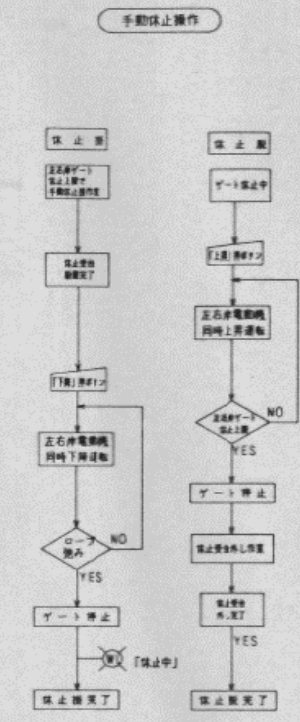 手動休止操作
休止掛
左右岸ゲート
休止上限で
手動休止操作室
休止受台
動作完了
「下降」押ボタン
左右岸電動機
同時下降運転
ロープ
弛み
NO
YES
ゲート停止
「休止中」
休止掛完了
休止脱
ゲート休止中
「上昇」押ボタン
左右岸電動機
同時上昇運転
左右岸ゲート
休止上限
NO
YES
ゲート停止
休止受台外し作業
休止受台
外し完了
YES
休止脱完了